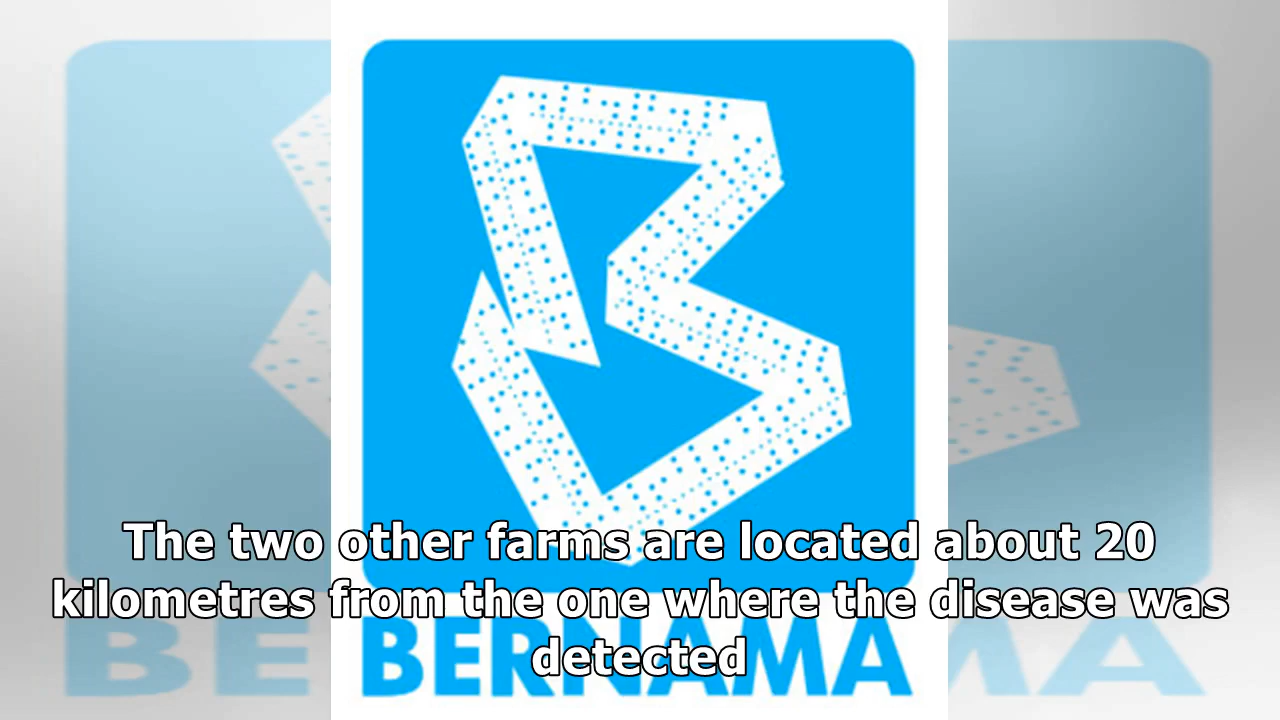 The two other farms are located about 20
kilometres from the one where the disease was
detected
BERNAMA